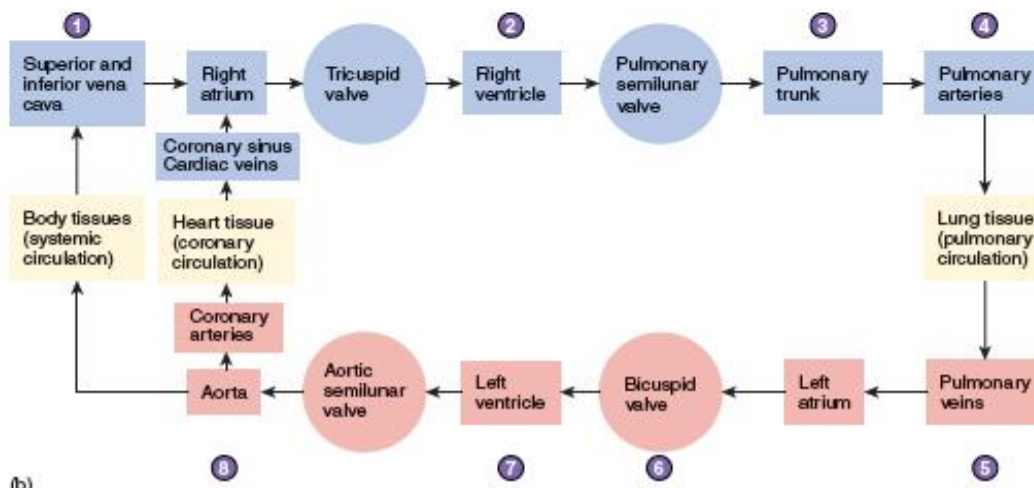 1
2
3
4
Superior and
inferior vena
cava
Right
atrium
Tricuspid
valve
Right
ventricle
Pulmonary
semilunar
valve
Pulmonary
trunk
Pulmonary
arteries
Coronary sinus
Cardiac veins
Body tissues
(systemic
circulation)
Heart tissue
(coronary
circulation)
Lung tissue
(pulmonary
circulation)
Coronary
arteries
Aorta
Aortic
semilunar
valve
Left
ventricle
Bicuspid
valve
Left
atrium
Pulmonary
veins
8
7
6
5
(b)